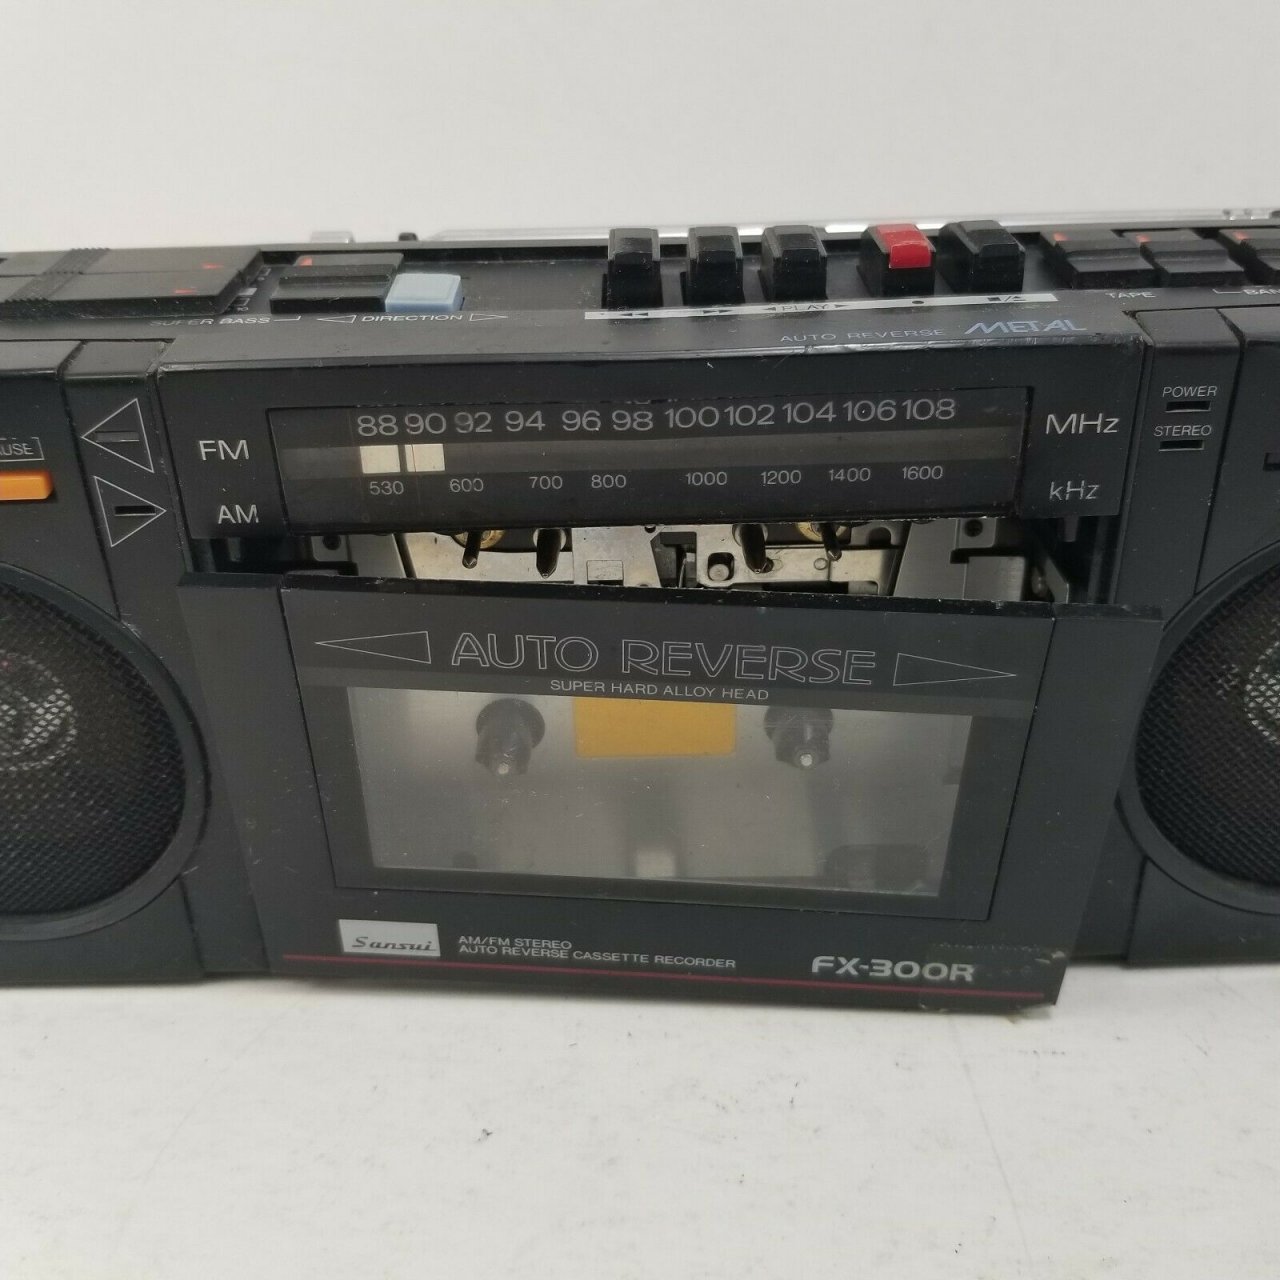 SUPER BASS
DIRECTION
PLAY
TAPE
AUTO REVERSE METAL
POWER
STEREO
FM
88 90 92 94 96 98 100 102 104 106 108
MHz
AM
530 600 700 800 1000 1200 1400 1600
kHz
AUTO REVERSE
SUPER HARD ALLOY HEAD
Sansui
AM/FM STEREO
AUTO REVERSE CASSETTE RECORDER
FX-300R